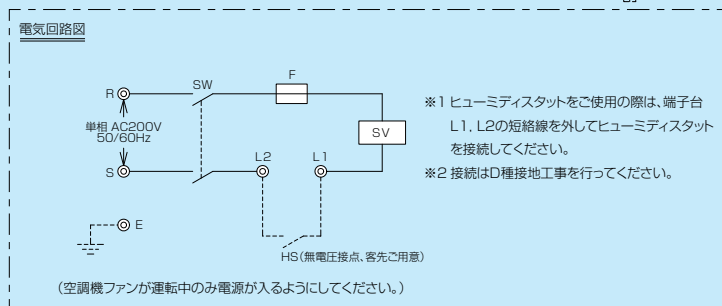 電気回路図
R
SW
F
単相 AC200V
50/60Hz
SV
S
L2
L1
E
HS(無電圧接点、客先ご用意)
(空調機ファンが運転中のみ電源が入るようにしてください。)
※1 ヒューミディスタットをご使用の際は、端子台
L1, L2の短絡線を外してヒューミディスタット
を接続してください。
※2 接続はD種接地工事を行ってください。